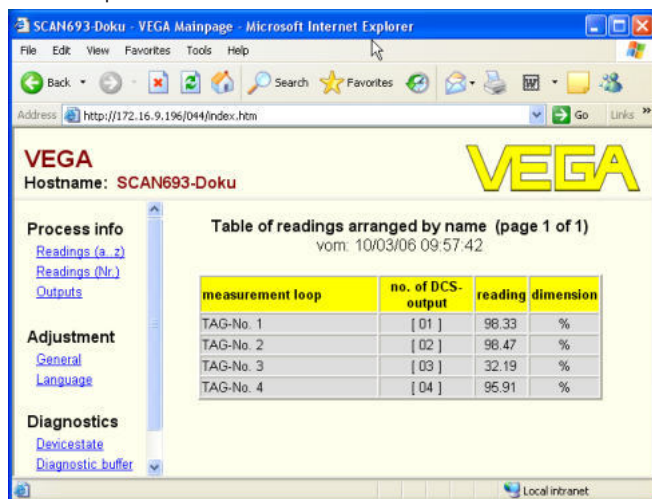 SCAN693-Doku - VEGA Mainpage - Microsoft Internet Explorer
File Edit View Favorites Tools Help
Back Search Favorites
Address http://172.16.9.196/044/index.htm Go Links »
VEGA
Hostname: SCAN693-Doku
VEGA
Process info
Readings (a..z)
Readings (Nr.)
Outputs
Adjustment
General
Language
Diagnostics
Devicestate
Diagnostic buffer
Table of readings arranged by name (page 1 of 1)
vom: 10/03/06 09:57:42
measurement loop no. of DCS-output reading dimension
TAG-No. 1 [ 01 ] 98.33 %
TAG-No. 2 [ 02 ] 98.47 %
TAG-No. 3 [ 03 ] 32.19 %
TAG-No. 4 [ 04 ] 95.91 %
Local intranet